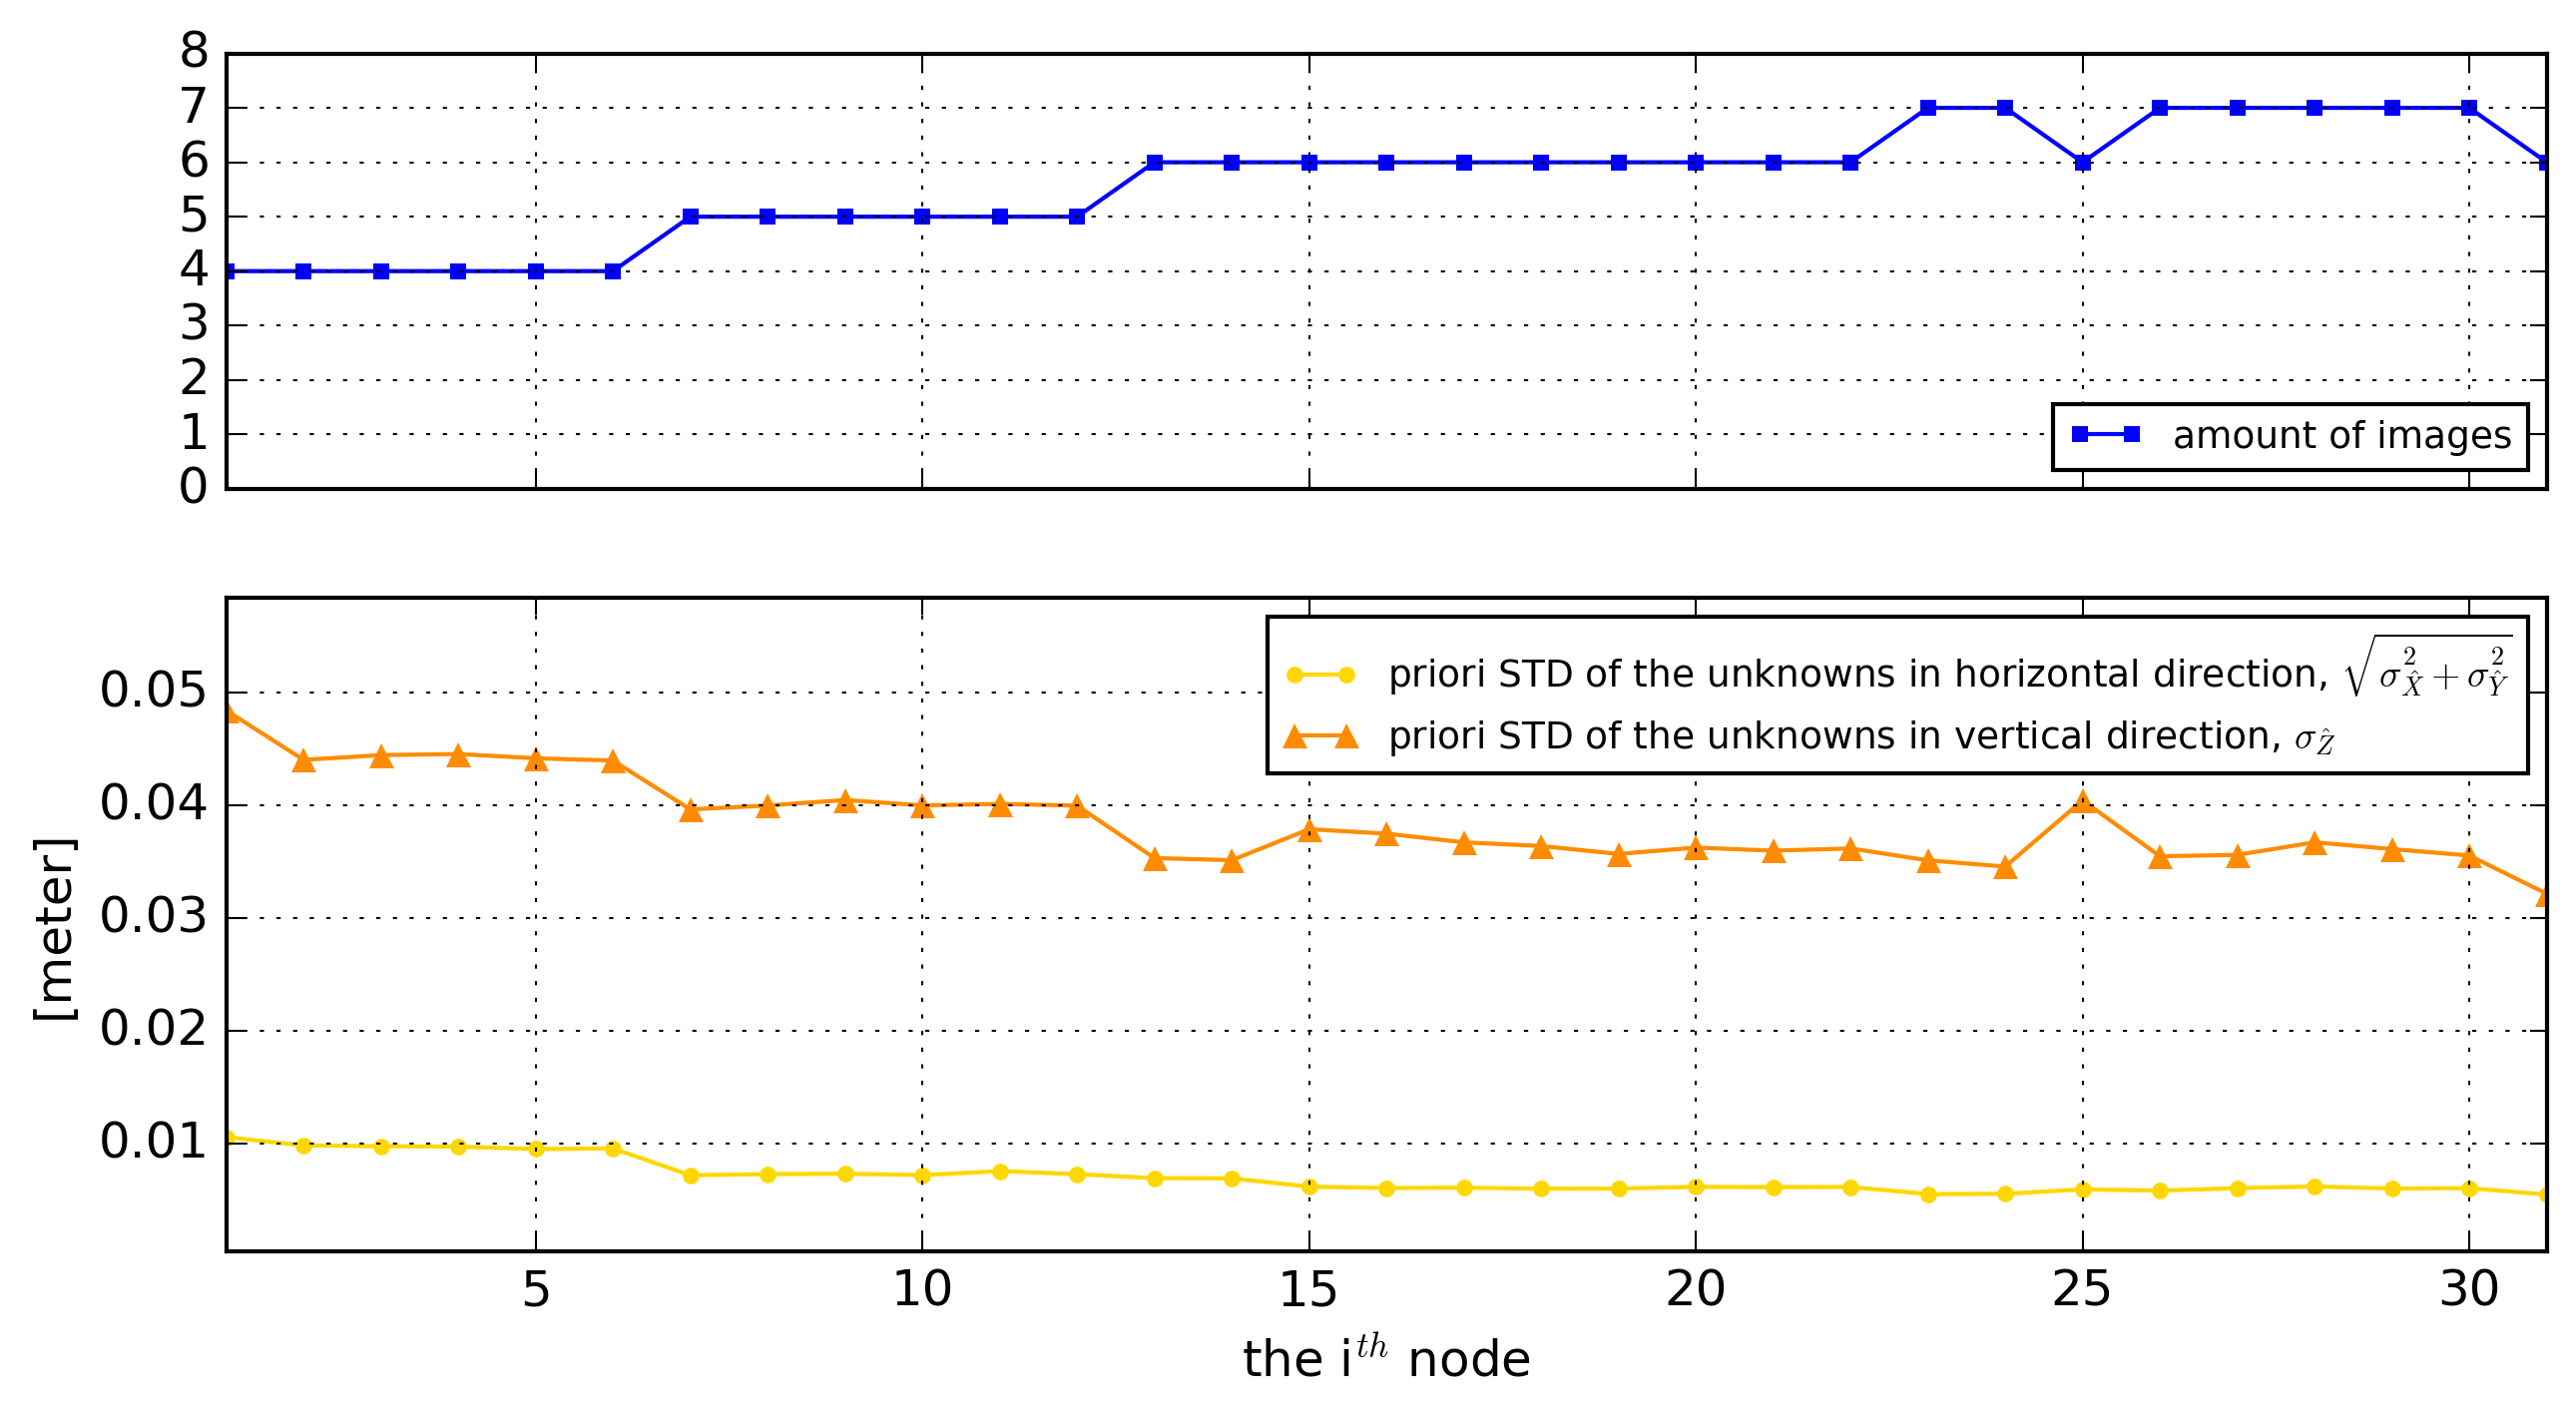 8
7
6
5
4
3
2
1
0
amount of images
priori STD of the unknowns in horizontal direction, √σ²_X̂ + σ²_Ŷ
priori STD of the unknowns in vertical direction, σ_Ẑ
0.05
0.04
0.03
0.02
0.01
[meter]
5 10 15 20 25 30
the i^th node